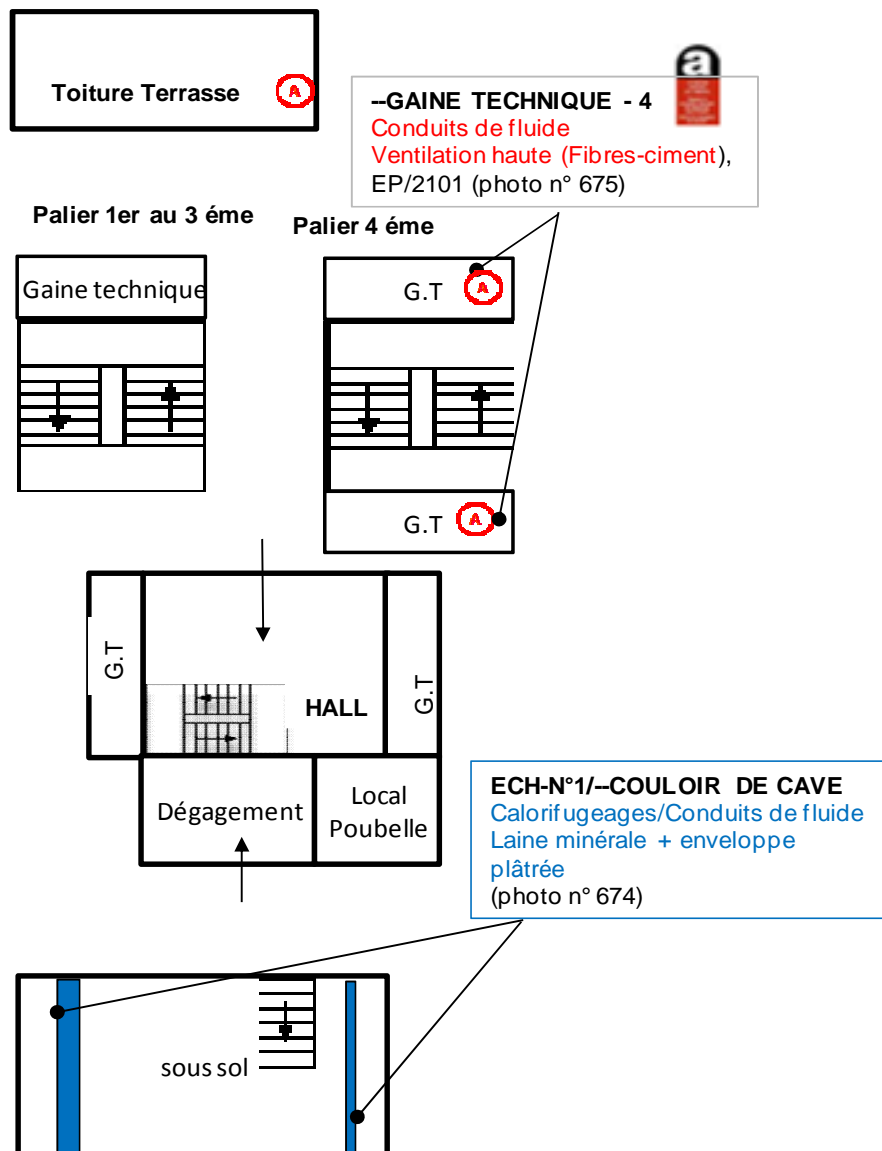 Toiture Terrasse
A
a
--GAINE TECHNIQUE - 4
Conduits de fluide
Ventilation haute (Fibres-ciment),
EP/2101 (photo n° 675)
Palier 1er au 3 éme
Palier 4 éme
Gaine technique
G.T
A
G.T
A
G.T
HALL
G.T
Dégagement
Local
Poubelle
ECH-N°1/--COULOIR DE CAVE
Calorifugeages/Conduits de fluide
Laine minérale + enveloppe
plâtrée
(photo n° 674)
sous sol